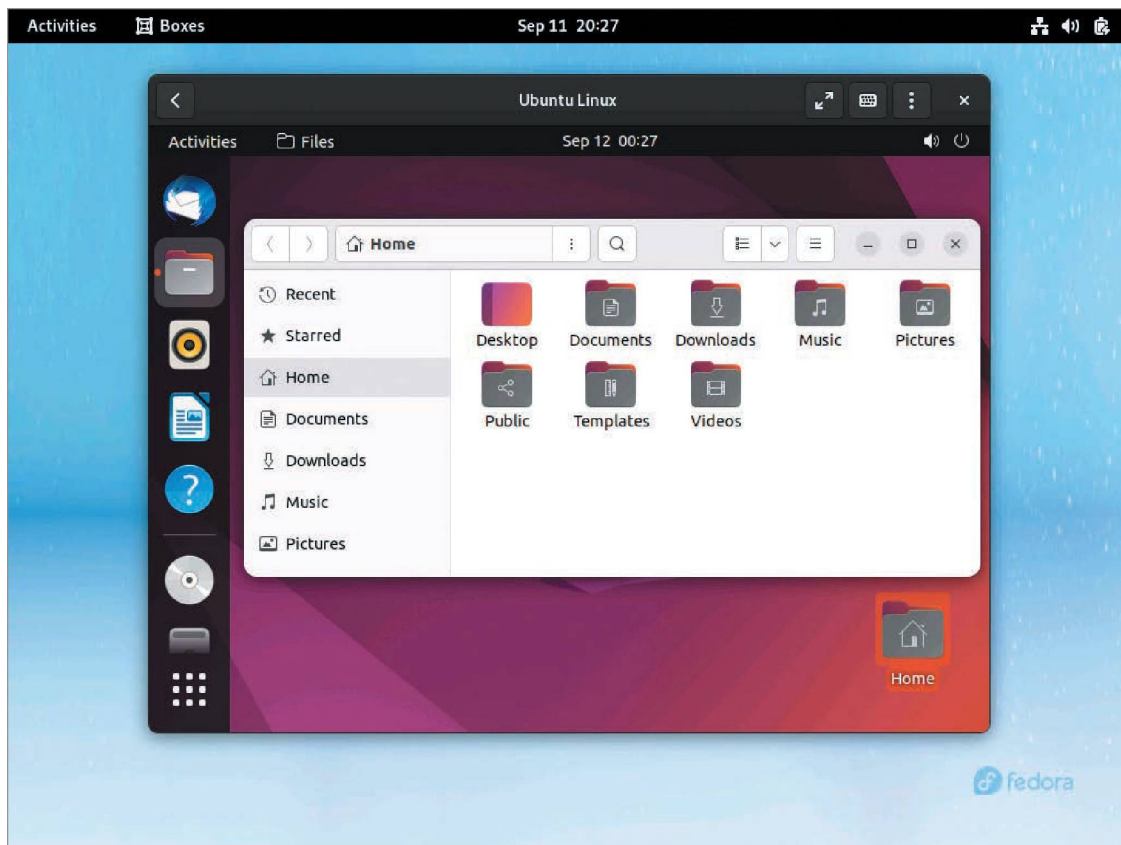 Activities Boxes Sep 11 20:27
Ubuntu Linux
Activities Files Sep 12 00:27
Home
Recent
Starred
Home
Documents
Downloads
Music
Pictures
Desktop Documents Downloads Music Pictures
Public Templates Videos
Home
fedora